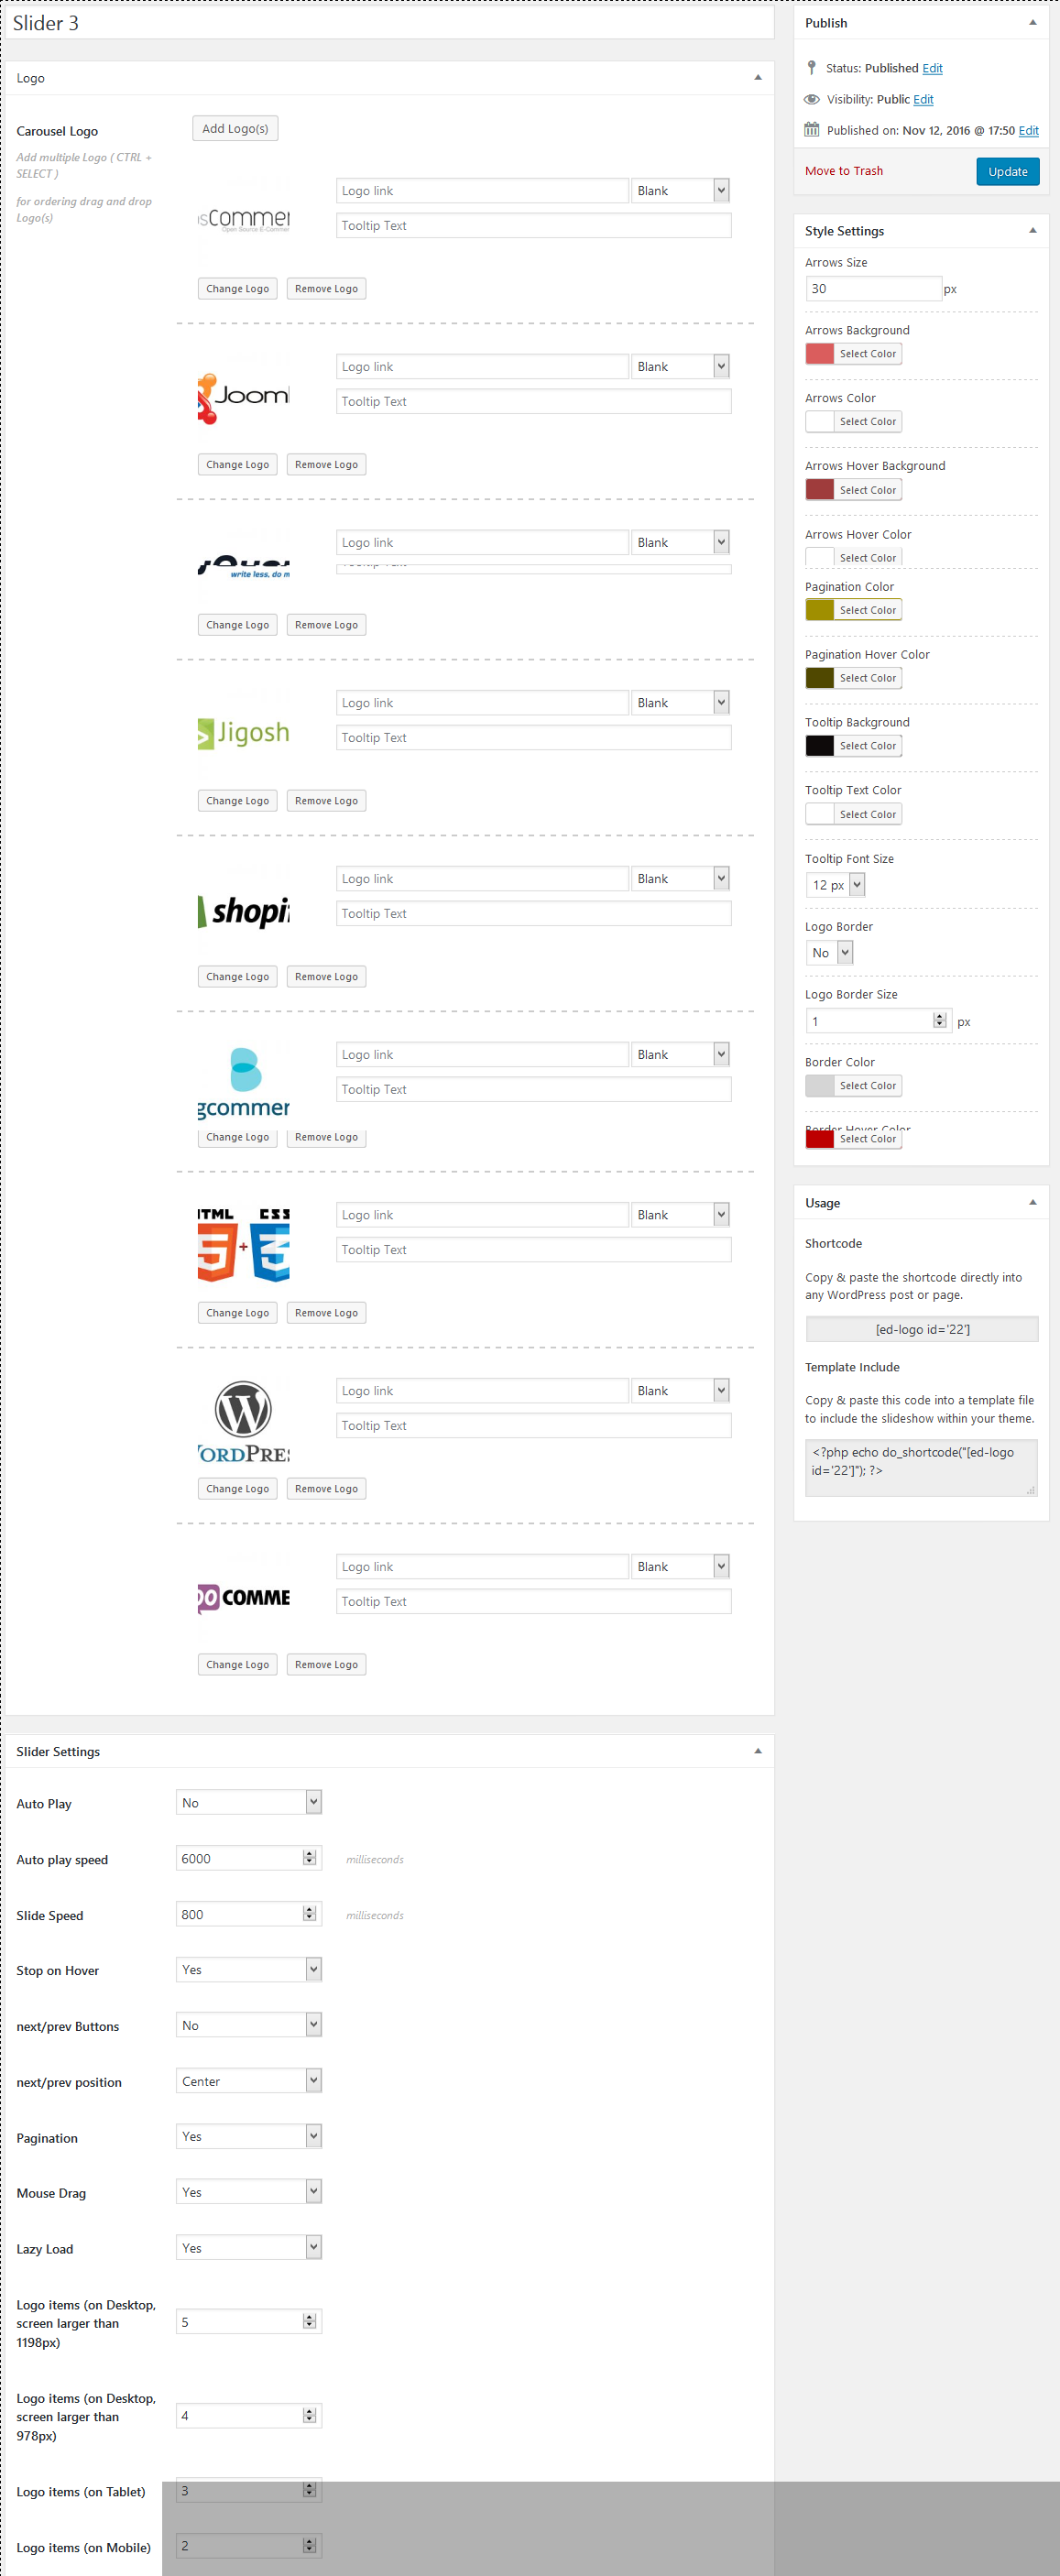 Slider 3
Logo
Carousel Logo
Add multiple Logo ( CTRL +
SELECT )
for ordering drag and drop
Logo(s)
Add Logo(s)
sCommer
Open Source E-Commer
Logo link
Blank
Tooltip Text
Change Logo
Remove Logo
Jooml
Logo link
Blank
Tooltip Text
Change Logo
Remove Logo
write less, do m
Logo link
Blank
Change Logo
Remove Logo
Jigosh
Logo link
Blank
Tooltip Text
Change Logo
Remove Logo
shopi
Logo link
Blank
Tooltip Text
Change Logo
Remove Logo
gcommer
Logo link
Blank
Tooltip Text
Change Logo
Remove Logo
TML CSS
5 + 3
Logo link
Blank
Tooltip Text
Change Logo
Remove Logo
W
ORDPRES
Logo link
Blank
Tooltip Text
Change Logo
Remove Logo
oo COMME
Logo link
Blank
Tooltip Text
Change Logo
Remove Logo
Slider Settings
Auto Play
No
Auto play speed
6000
milliseconds
Slide Speed
800
milliseconds
Stop on Hover
Yes
next/prev Buttons
No
next/prev position
Center
Pagination
Yes
Mouse Drag
Yes
Lazy Load
Yes
Logo items (on Desktop,
screen larger than
1198px)
5
Logo items (on Desktop,
screen larger than
978px)
4
Logo items (on Tablet)
3
Logo items (on Mobile)
2
Publish
Status: Published Edit
Visibility: Public Edit
Published on: Nov 12, 2016 @ 17:50 Edit
Move to Trash
Update
Style Settings
Arrows Size
30
px
Arrows Background
Select Color
Arrows Color
Select Color
Arrows Hover Background
Select Color
Arrows Hover Color
Select Color
Pagination Color
Select Color
Pagination Hover Color
Select Color
Tooltip Background
Select Color
Tooltip Text Color
Select Color
Tooltip Font Size
12 px
Logo Border
No
Logo Border Size
1
px
Border Color
Select Color
Border Hover Color
Select Color
Usage
Shortcode
Copy & paste the shortcode directly into
any WordPress post or page.
[ed-logo id='22']
Template Include
Copy & paste this code into a template file
to include the slideshow within your theme.
<?php echo do_shortcode("[ed-logo
id='22']"); ?>